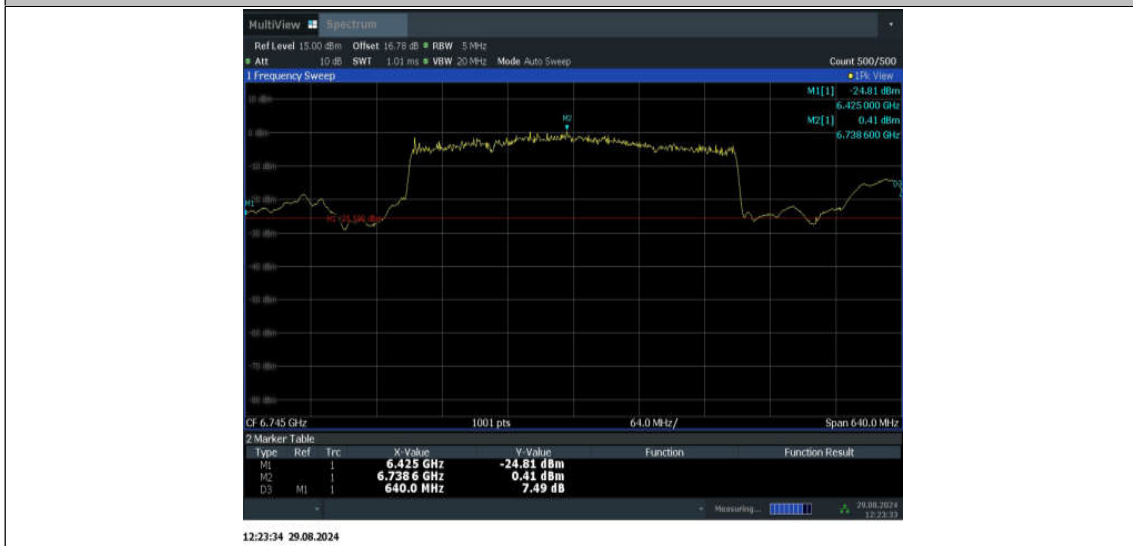 MultiView Spectrum
Ref Level 15.00 dBm Offset 16.78 dB RBW 5 MHz
Att 10 dB SWT 1.01 ms VBW 20 MHz Mode Auto Sweep Count 500/500
1 Frequency Sweep 1Pk View
M1[1] -24.81 dBm
6.425 000 GHz
M2[1] 0.41 dBm
6.738 600 GHz
M2
M1
D3
CF 6.745 GHz 1001 pts 64.0 MHz/ Span 640.0 MHz
2 Marker Table
Type Ref Trc X-Value Y-Value Function Function Result
M1 1 6.425 GHz -24.81 dBm
M2 1 6.738 6 GHz 0.41 dBm
D3 M1 1 640.0 MHz 7.49 dB
Measuring... 29.08.2024
12:23:33
12:23:34 29.08.2024